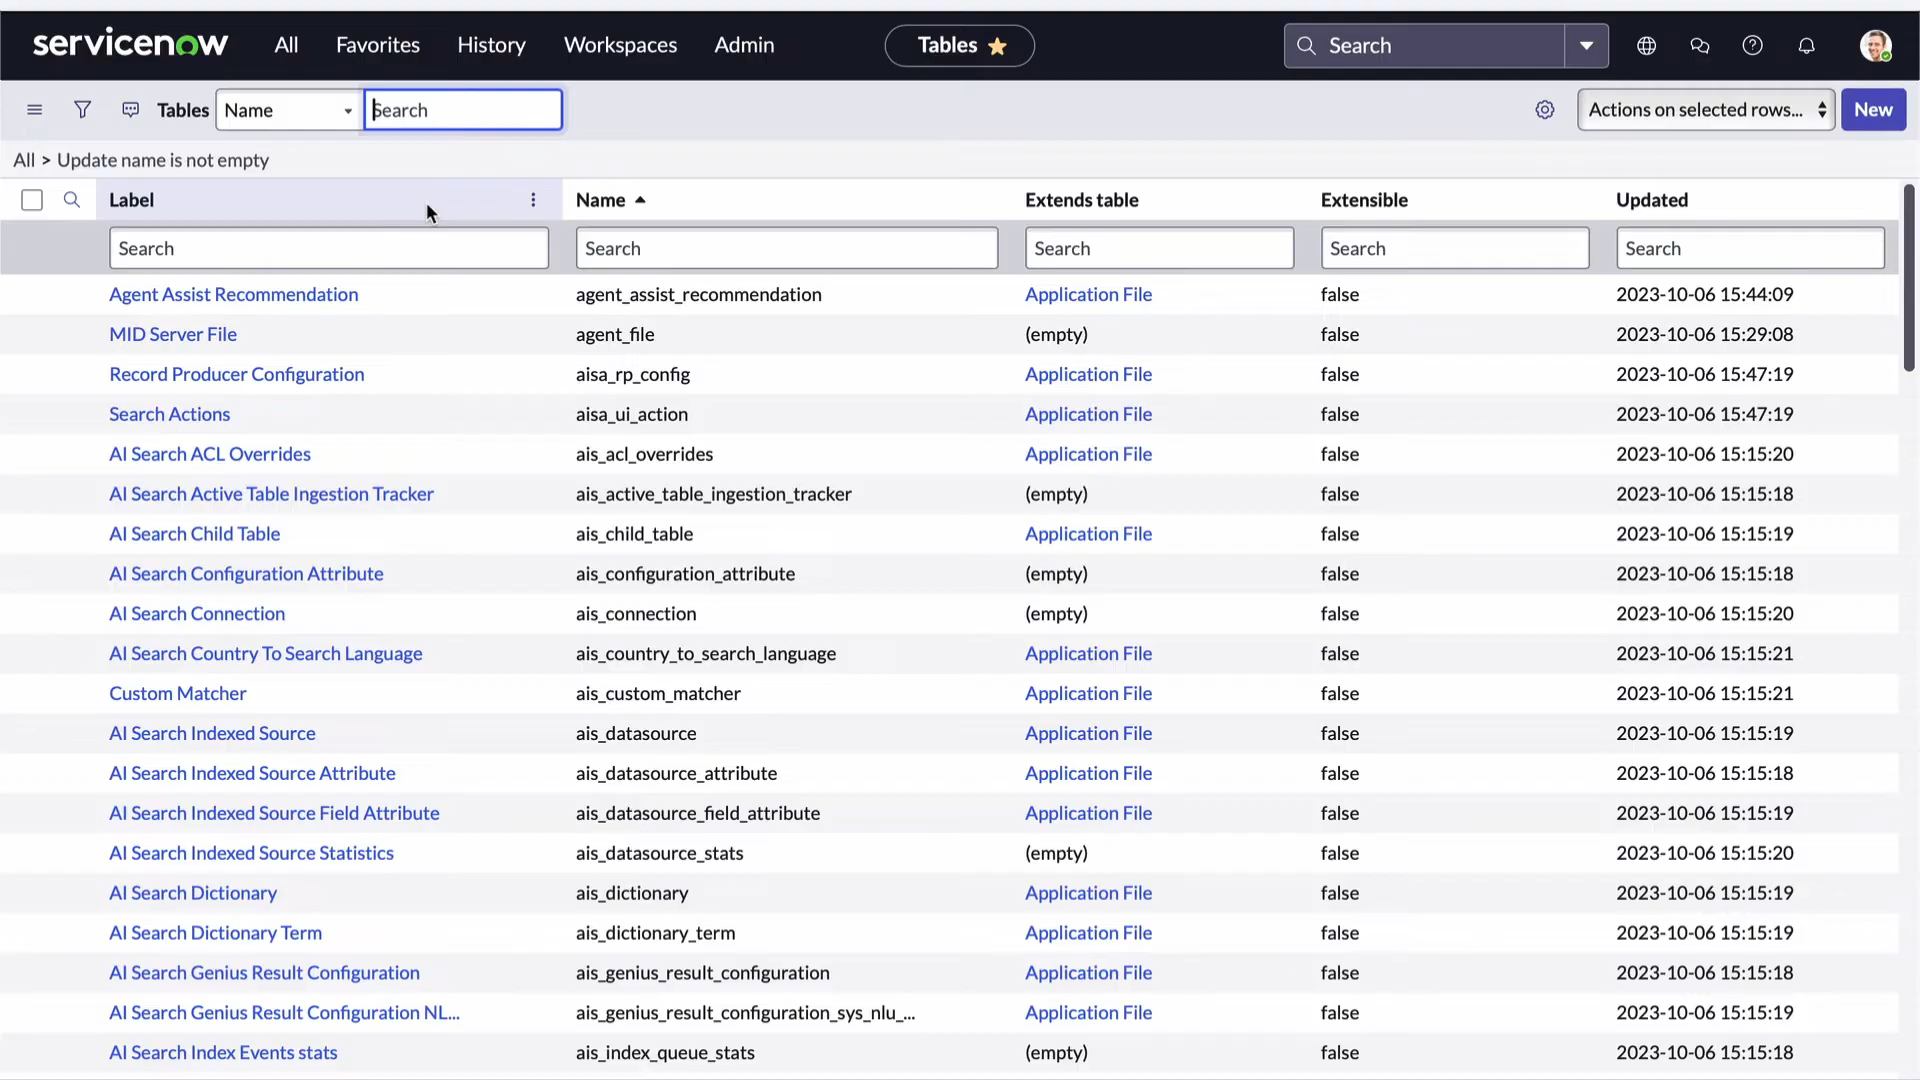 servicenow All Favorites History Workspaces Admin Tables Search
Tables Name Search Actions on selected rows... New
All > Update name is not empty
Label Name Extends table Extensible Updated
Search Search Search Search Search
Agent Assist Recommendation agent_assist_recommendation Application File false 2023-10-06 15:44:09
MID Server File agent_file (empty) false 2023-10-06 15:29:08
Record Producer Configuration aisa_rp_config Application File false 2023-10-06 15:47:19
Search Actions aisa_ui_action Application File false 2023-10-06 15:47:19
AI Search ACL Overrides ais_acl_overrides Application File false 2023-10-06 15:15:20
AI Search Active Table Ingestion Tracker ais_active_table_ingestion_tracker (empty) false 2023-10-06 15:15:18
AI Search Child Table ais_child_table Application File false 2023-10-06 15:15:19
AI Search Configuration Attribute ais_configuration_attribute (empty) false 2023-10-06 15:15:18
AI Search Connection ais_connection (empty) false 2023-10-06 15:15:20
AI Search Country To Search Language ais_country_to_search_language Application File false 2023-10-06 15:15:21
Custom Matcher ais_custom_matcher Application File false 2023-10-06 15:15:21
AI Search Indexed Source ais_datasource Application File false 2023-10-06 15:15:19
AI Search Indexed Source Attribute ais_datasource_attribute Application File false 2023-10-06 15:15:18
AI Search Indexed Source Field Attribute ais_datasource_field_attribute Application File false 2023-10-06 15:15:19
AI Search Indexed Source Statistics ais_datasource_stats (empty) false 2023-10-06 15:15:20
AI Search Dictionary ais_dictionary Application File false 2023-10-06 15:15:19
AI Search Dictionary Term ais_dictionary_term Application File false 2023-10-06 15:15:19
AI Search Genius Result Configuration ais_genius_result_configuration Application File false 2023-10-06 15:15:18
AI Search Genius Result Configuration NL... ais_genius_result_configuration_sys_nlu_... Application File false 2023-10-06 15:15:19
AI Search Index Events stats ais_index_queue_stats (empty) false 2023-10-06 15:15:18